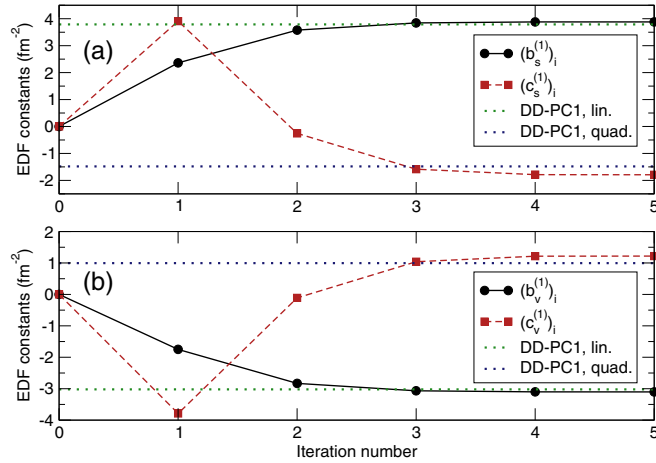 4
3
2
1
0
-1
-2
EDF constants (fm⁻²)
(a)
(b_s^(1))_i
(c_s^(1))_i
DD-PC1, lin.
DD-PC1, quad.
0 1 2 3 4 5
2
1
0
-1
-2
-3
-4
EDF constants (fm⁻²)
(b)
(b_v^(1))_i
(c_v^(1))_i
DD-PC1, lin.
DD-PC1, quad.
0 1 2 3 4 5
Iteration number